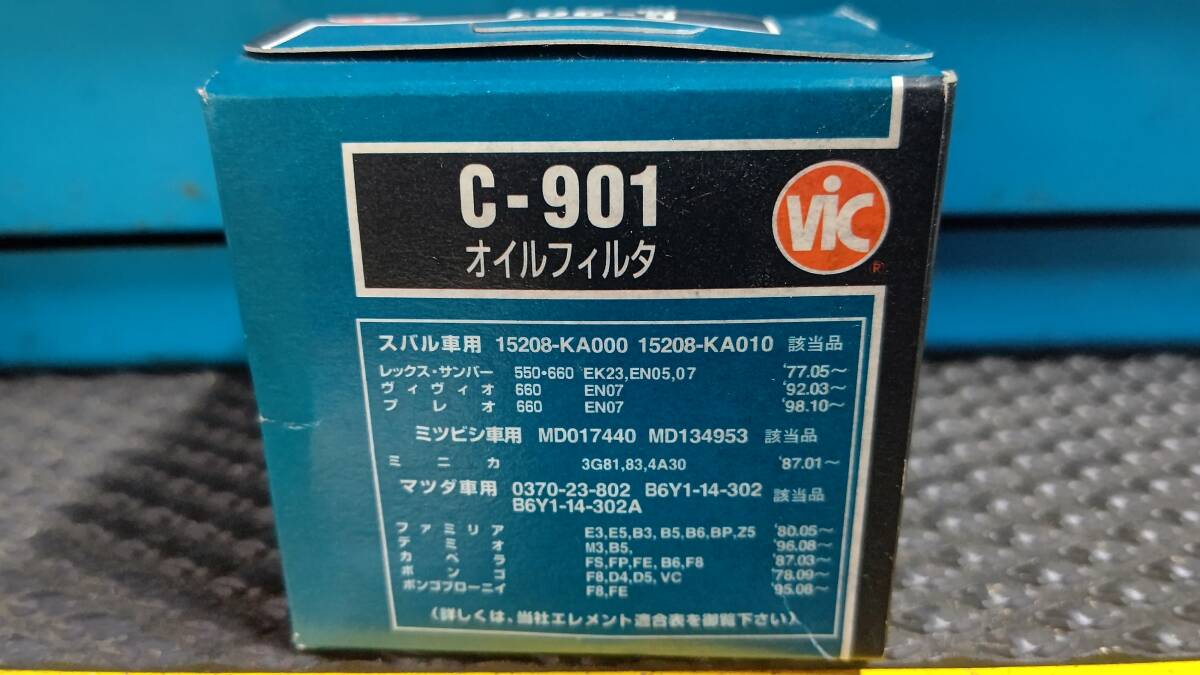 C-901
オイルフィルタ
ViC
R
スバル車用 15208-KA000 15208-KA010 該当品
レックス・サンバー 550・660 EK23,EN05,07 '77.05〜
ヴィヴィオ 660 EN07 '92.03〜
プレオ 660 EN07 '98.10〜
ミツビシ車用 MD017440 MD134953 該当品
ミニカ 3G81,83,4A30 '87.01〜
マツダ車用 0370-23-802 B6Y1-14-302 該当品
B6Y1-14-302A
ファミリア E3,E5,B3,B5,B6,BP,Z5 '80.05〜
デミオ M3,B5, '96.08〜
カペラ FS,FP,FE,B6,F8 '87.03〜
ボンゴ F8,D4,D5,VC '78.09〜
ボンゴブローニイ F8,FE '95.08〜
(詳しくは、当社エレメント適合表を御覧下さい)